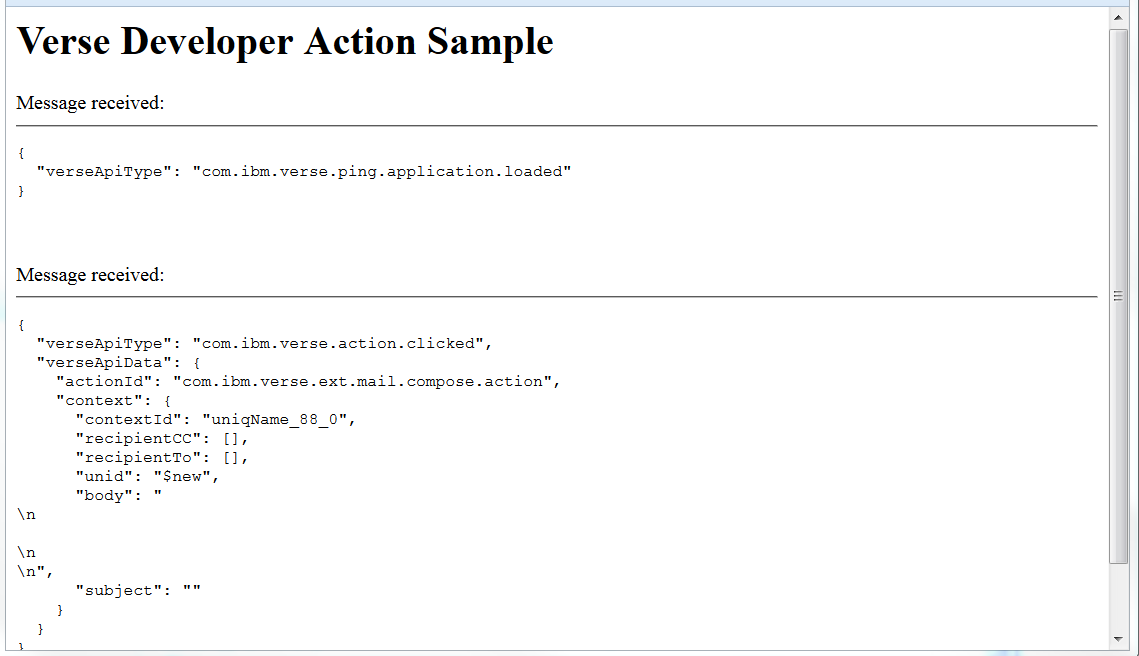 Verse Developer Action Sample
Message received:
{
  "verseApiType": "com.ibm.verse.ping.application.loaded"
}
Message received:
{
  "verseApiType": "com.ibm.verse.action.clicked",
  "verseApiData": {
    "actionId": "com.ibm.verse.ext.mail.compose.action",
    "context": {
      "contextId": "uniqName_88_0",
      "recipientCC": [],
      "recipientTo": [],
      "unid": "$new",
      "body": "
\n
\n
\n",
      "subject": ""
    }
  }
}